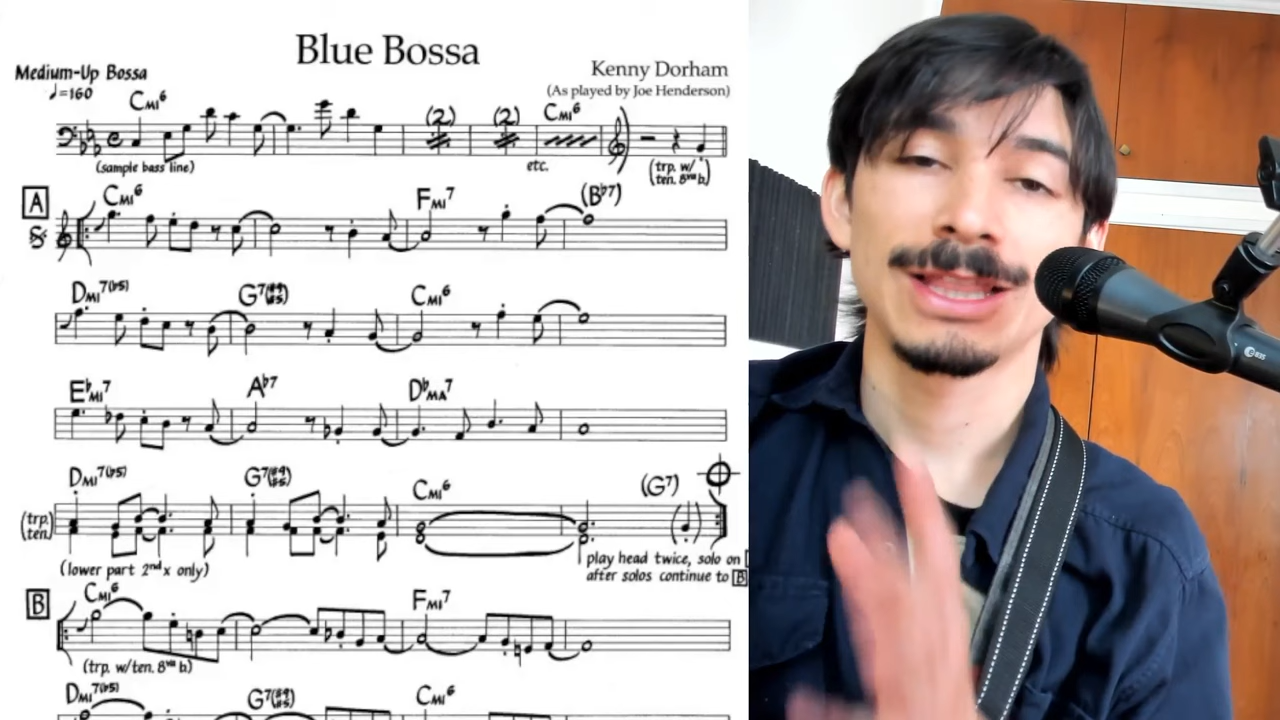 Blue Bossa
Medium-Up Bossa
♩=160
Kenny Dorham
(As played by Joe Henderson)
CMI6
(2.)
(2.)
CMI6
(sample bass line)
etc.
(trp. w/
ten. 8va b.)
A
CMI6
FMI7
(B♭7)
DMI7(♭5)
G7(♯9♯5)
CMI6
E♭MI7
A♭7
D♭MA7
DMI7(♭5)
G7(♯9♯5)
CMI6
(G7)
(trp.
ten.)
(lower part 2nd x only)
play head twice, solo on
after solos continue to B
B
CMI6
FMI7
(trp. w/ten. 8va b.)
DMI7(♭5)
G7(♯9♯5)
CMI6